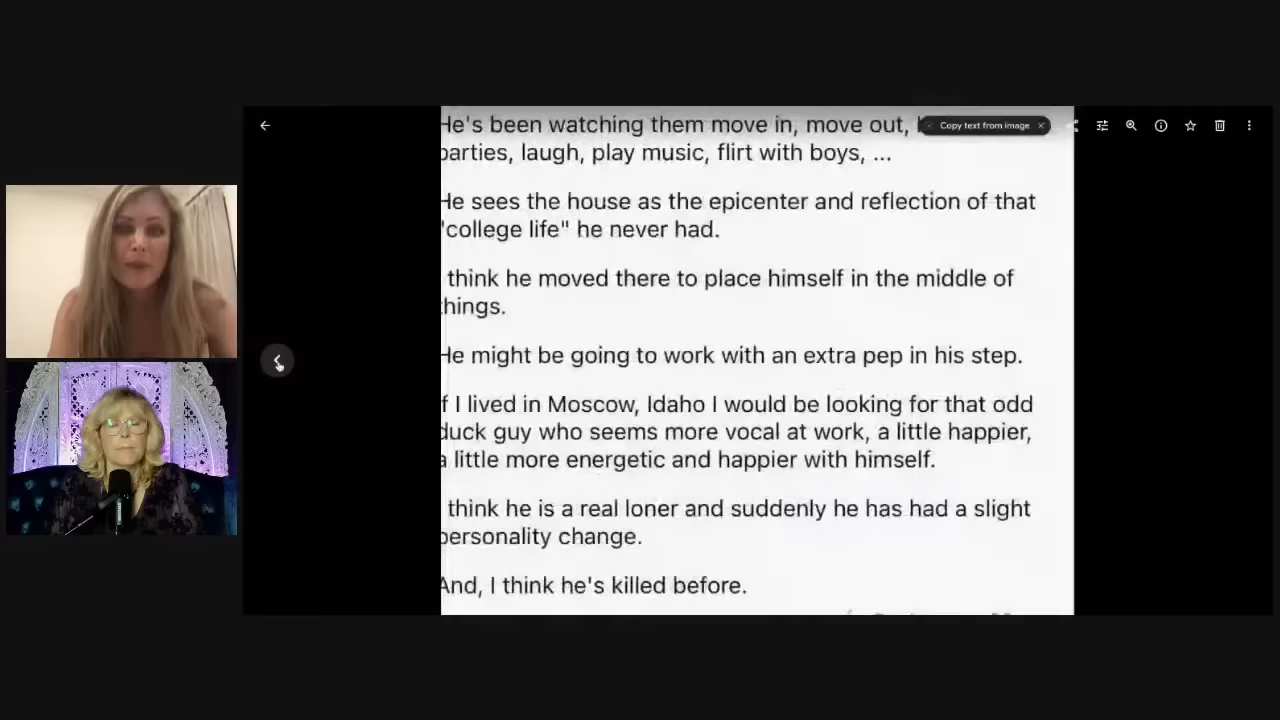 He's been watching them move in, move out,
Copy text from image
parties, laugh, play music, flirt with boys, ...
He sees the house as the epicenter and reflection of that
"college life" he never had.
think he moved there to place himself in the middle of
things.
He might be going to work with an extra pep in his step.
If I lived in Moscow, Idaho I would be looking for that odd
duck guy who seems more vocal at work, a little happier,
a little more energetic and happier with himself.
think he is a real loner and suddenly he has had a slight
personality change.
And, I think he's killed before.